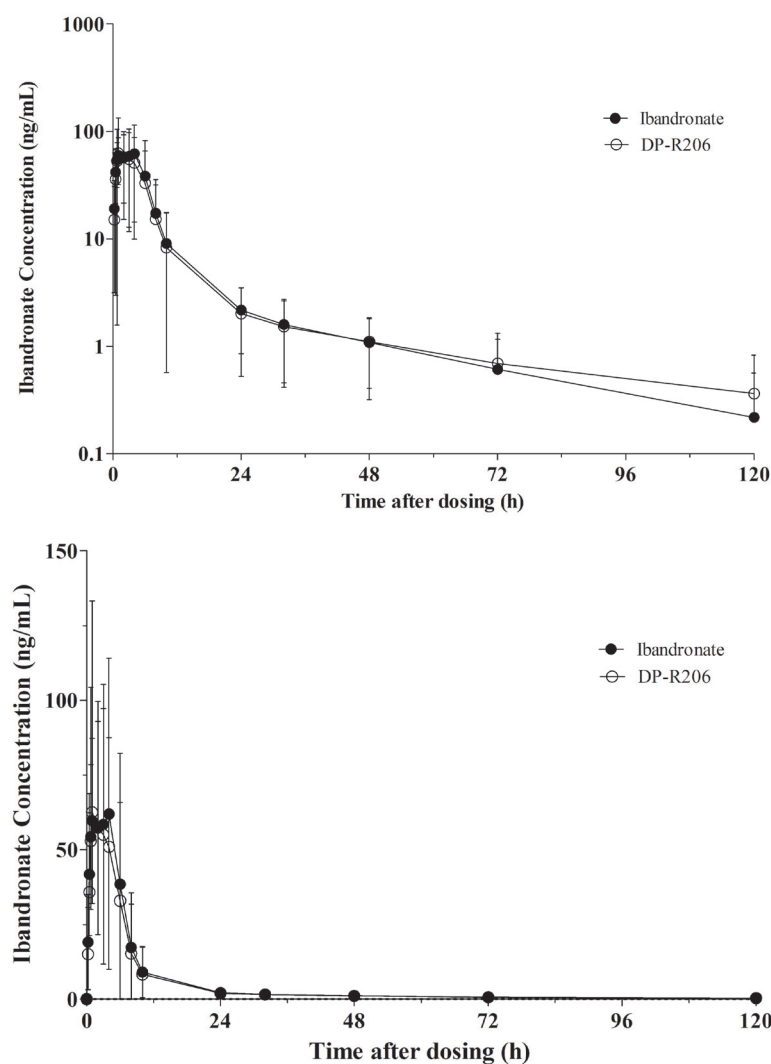 1000
100
10
1
0.1
Ibandronate Concentration (ng/mL)
Ibandronate
DP-R206
0 24 48 72 96 120
Time after dosing (h)
150
100
50
0
Ibandronate Concentration (ng/mL)
Ibandronate
DP-R206
0 24 48 72 96 120
Time after dosing (h)